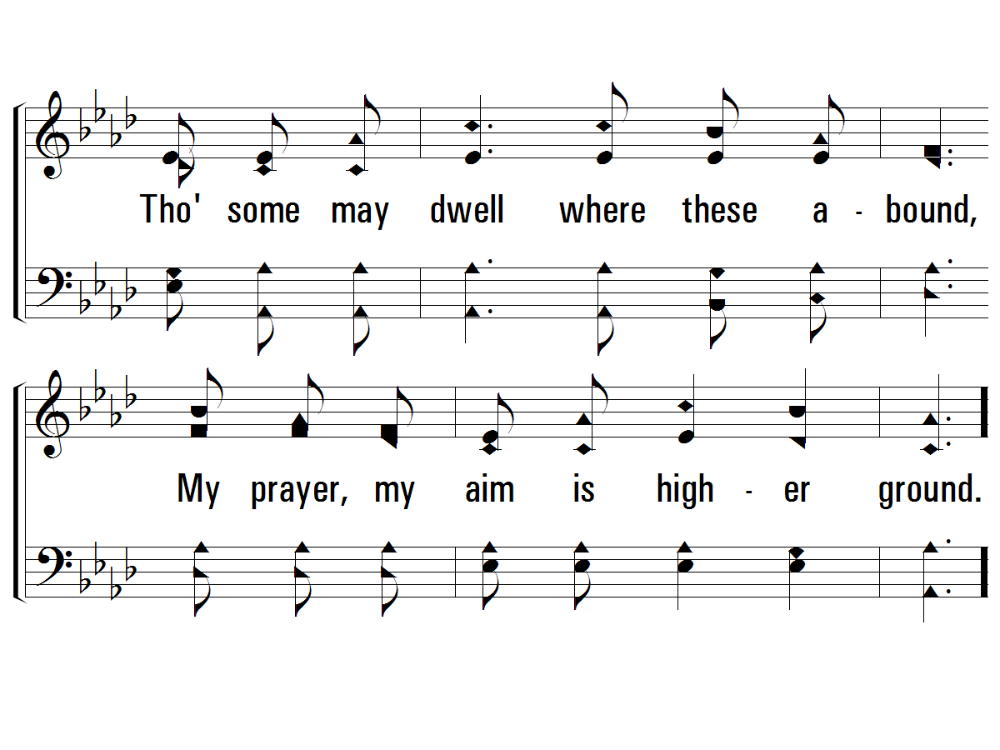 Tho' some may dwell where these a - bound,
My prayer, my aim is high - er ground.